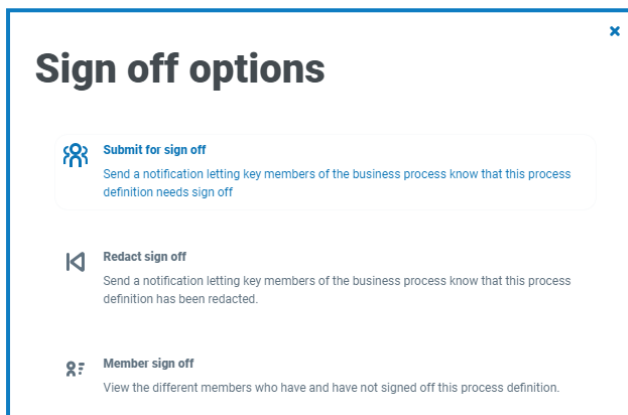 Sign off options
Submit for sign off
Send a notification letting key members of the business process know that this process
definition needs sign off
Redact sign off
Send a notification letting key members of the business process know that this process
definition has been redacted.
Member sign off
View the different members who have and have not signed off this process definition.